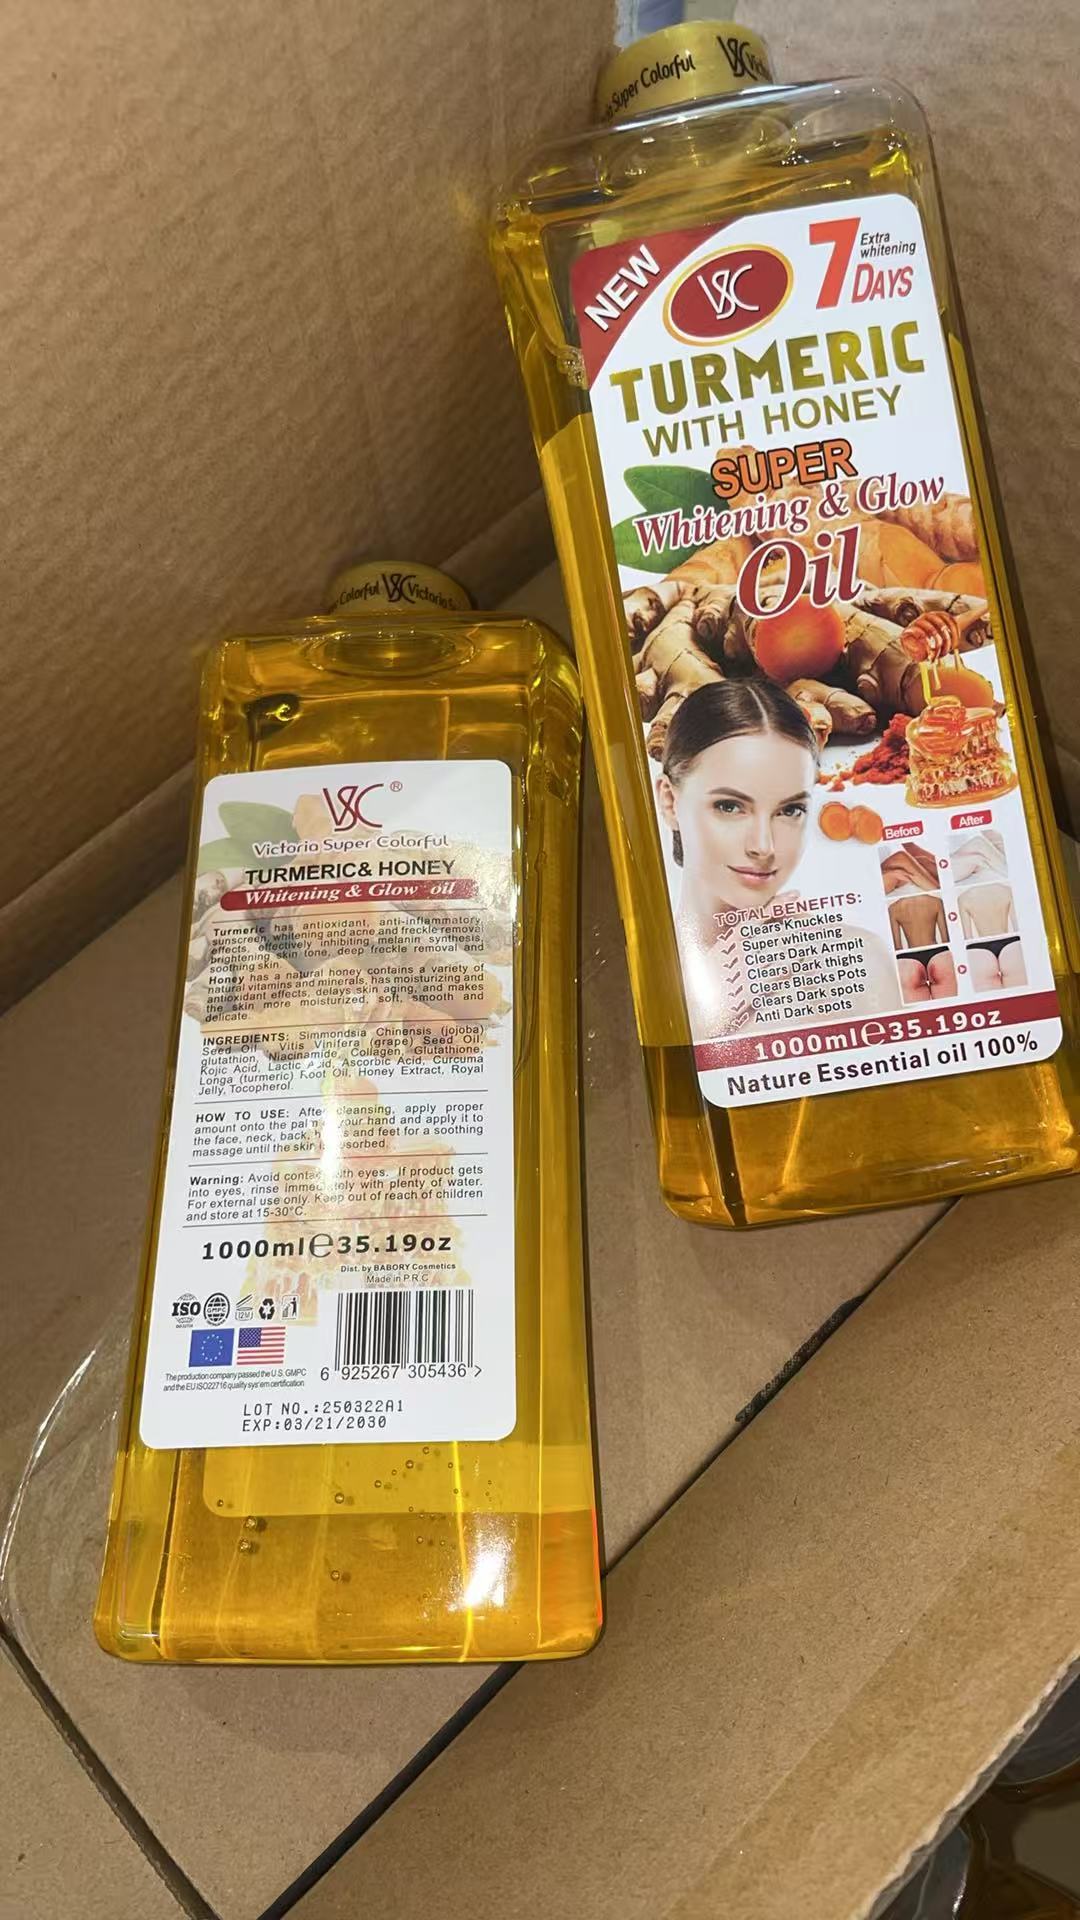 Super Colorful VSC
NEW
VSC
7 Extra
whitening
DAYS
TURMERIC
WITH HONEY
SUPER
Whitening & Glow
Oil
Before
After
TOTAL BENEFITS:
Clears Knuckles
Super whitening
Clears Dark Armpit
Clears Dark thighs
Clears Blacks Pots
Clears Dark spots
Anti Dark spots
1000ml℮35.19oz
Nature Essential oil 100%
Colorful VSC Victoria
VSC®
Victoria Super Colorful
TURMERIC& HONEY
Whitening & Glow oil
Turmeric has antioxidant, anti-inflammatory,
sunscreen, whitening and acne and freckle removal
effects, effectively inhibiting melanin synthesis,
brightening skin tone, deep freckle removal and
soothing skin.
Honey has a natural honey contains a variety of
natural vitamins and minerals, has moisturizing and
antioxidant effects, delays skin aging, and makes
the skin more moisturized, soft, smooth and
delicate.
INGREDIENTS: Simmondsia Chinensis (jojoba)
Seed Oil, Vitis Vinifera (grape) Seed Oil,
glutathion, Niacinamide, Collagen, Glutathione,
Kojic Acid, Lactic Acid, Ascorbic Acid, Curcuma
Longa (turmeric) Root Oil, Honey Extract, Royal
Jelly, Tocopherol.
HOW TO USE: After cleansing, apply proper
amount onto the palm your hand and apply it to
the face, neck, back, and feet for a soothing
massage until the skin
Warning: Avoid contact with eyes. If product gets
into eyes, rinse immediately with plenty of water.
For external use only. Keep out of reach of children
and store at 15-30°C.
1000ml℮35.19oz
Dist. by BABORY Cosmetics
Made in P.R.C
ISO
GMPC
12M
The production company passed the U.S. GMPC
and the EU ISO22716 quality system certification
6 925267 305436 >
LOT NO.:250322A1
EXP:03/21/2030